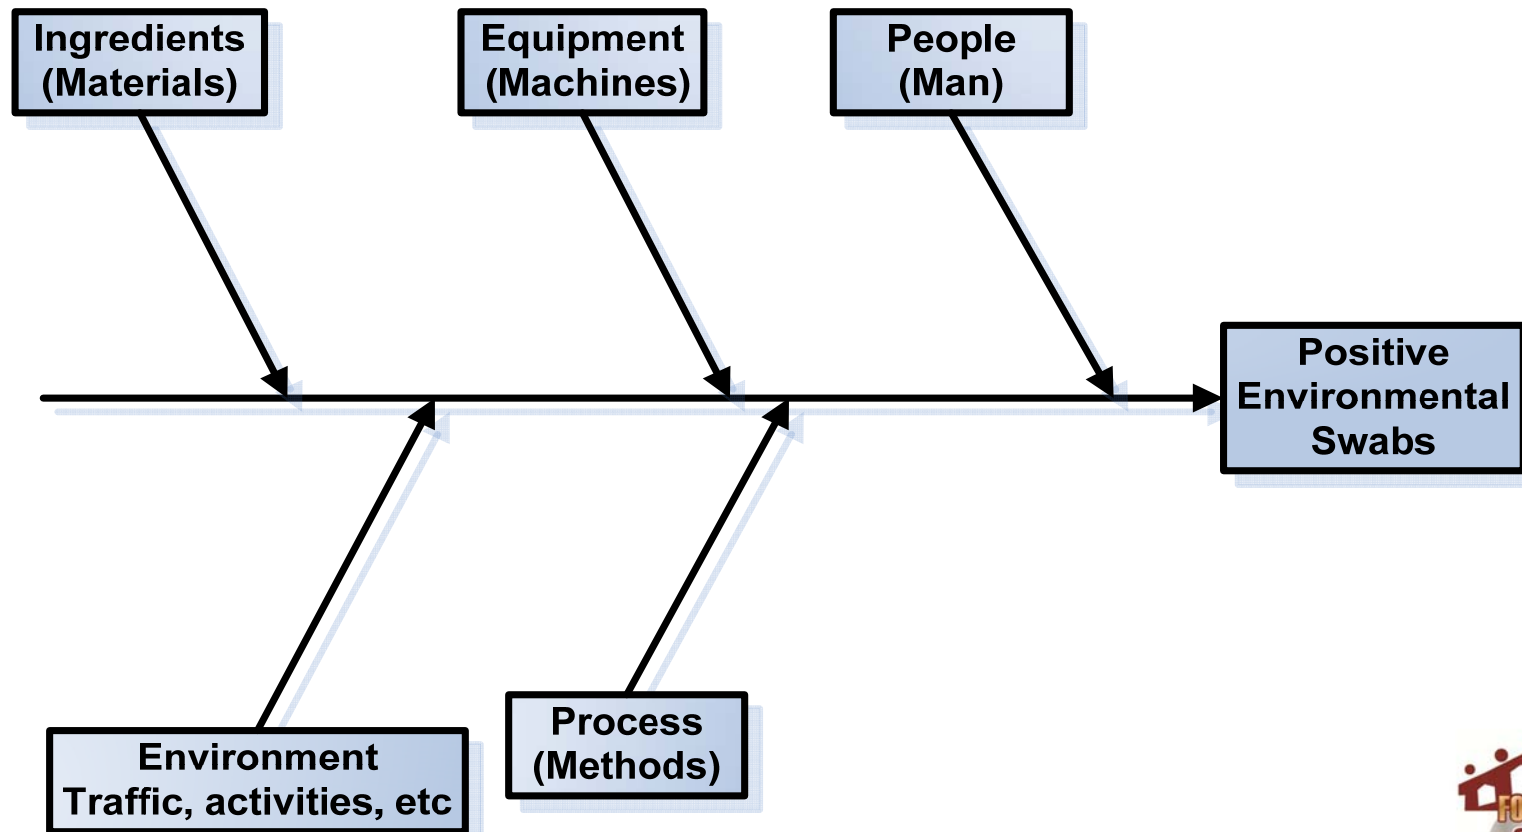 Ingredients
(Materials)
Equipment
(Machines)
People
(Man)
Positive
Environmental
Swabs
Process
(Methods)
Environment
Traffic, activities, etc